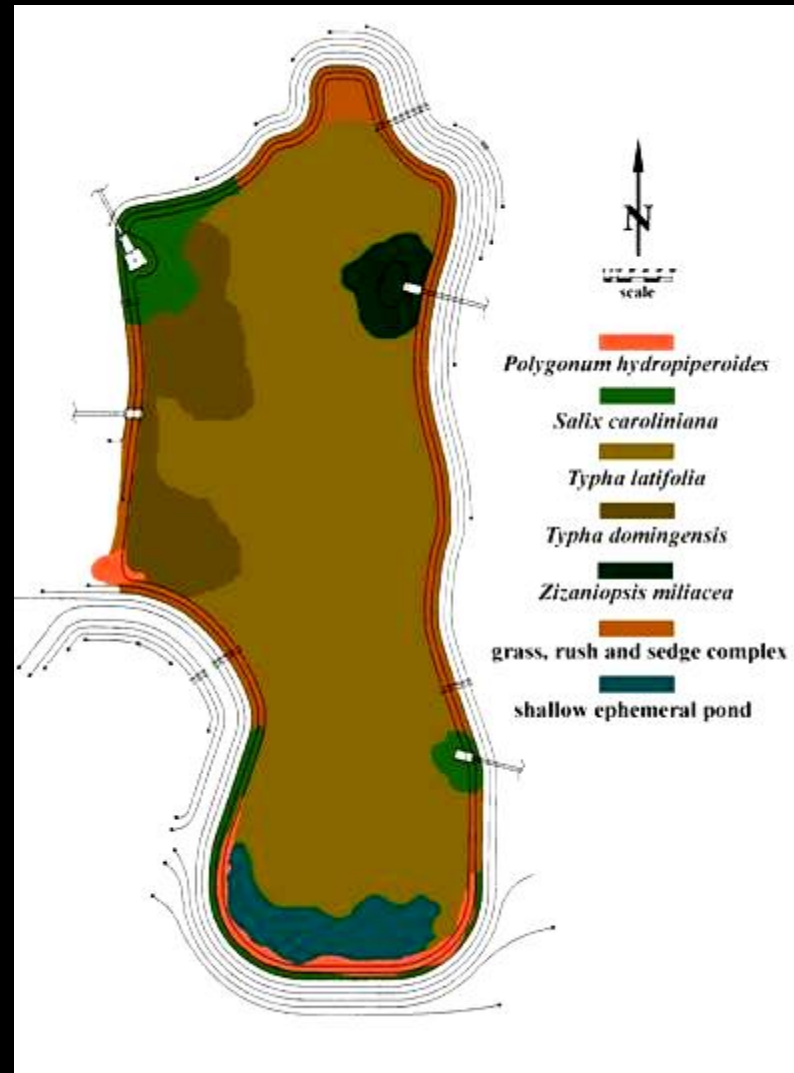 N
scale
Polygonum hydropiperoides
Salix caroliniana
Typha latifolia
Typha domingensis
Zizaniopsis miliacea
grass, rush and sedge complex
shallow ephemeral pond